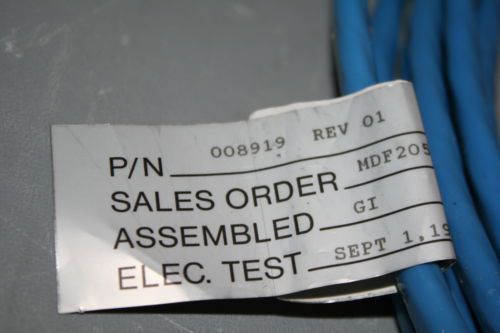 P/N 008919 REV 01
SALES ORDER MDF205
ASSEMBLED GI
ELEC. TEST SEPT 1,19